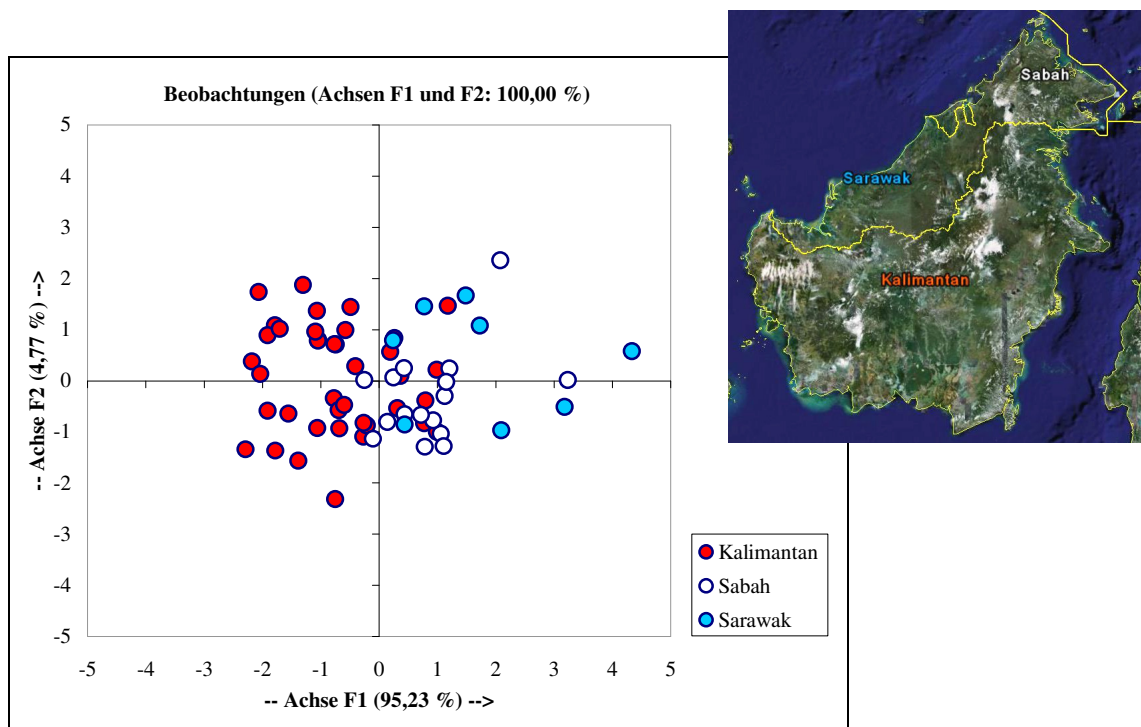 Beobachtungen (Achsen F1 und F2: 100,00 %)
5
4
3
2
1
0
-1
-2
-3
-4
-5
-5 -4 -3 -2 -1 0 1 2 3 4 5
-- Achse F1 (95,23 %) -->
-- Achse F2 (4,77 %) -->
Kalimantan
Sabah
Sarawak
Sabah
Sarawak
Kalimantan